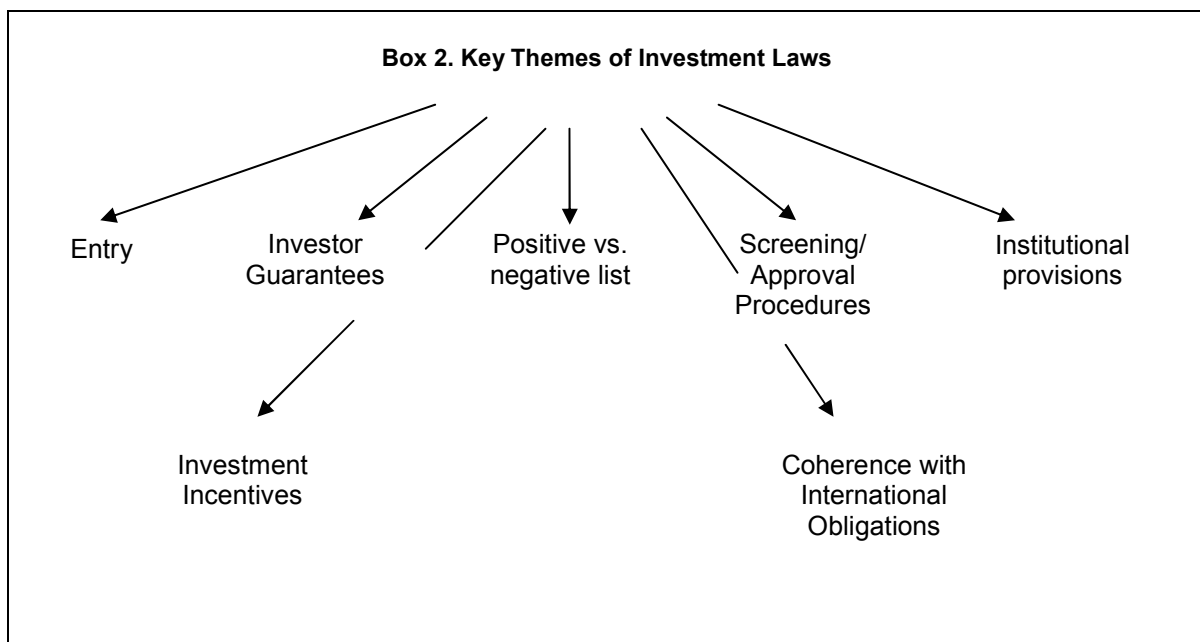 Box 2. Key Themes of Investment Laws
Entry
Investor
Guarantees
Positive vs.
negative list
Screening/
Approval
Procedures
Institutional
provisions
Investment
Incentives
Coherence with
International
Obligations